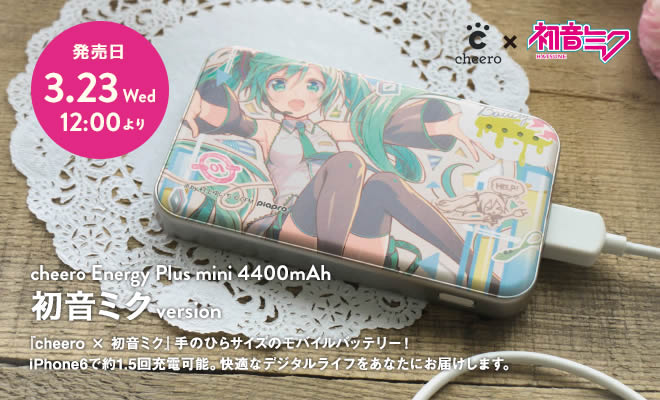 発売日
3.23 Wed
12:00より
cheero × 初音ミク
HATSUNE
HELP!
piapro
cheero Energy Plus mini 4400mAh
初音ミク version
「cheero × 初音ミク」手のひらサイズのモバイルバッテリー!
iPhone6で約1.5回充電可能。快適なデジタルライフをあなたにお届けします。